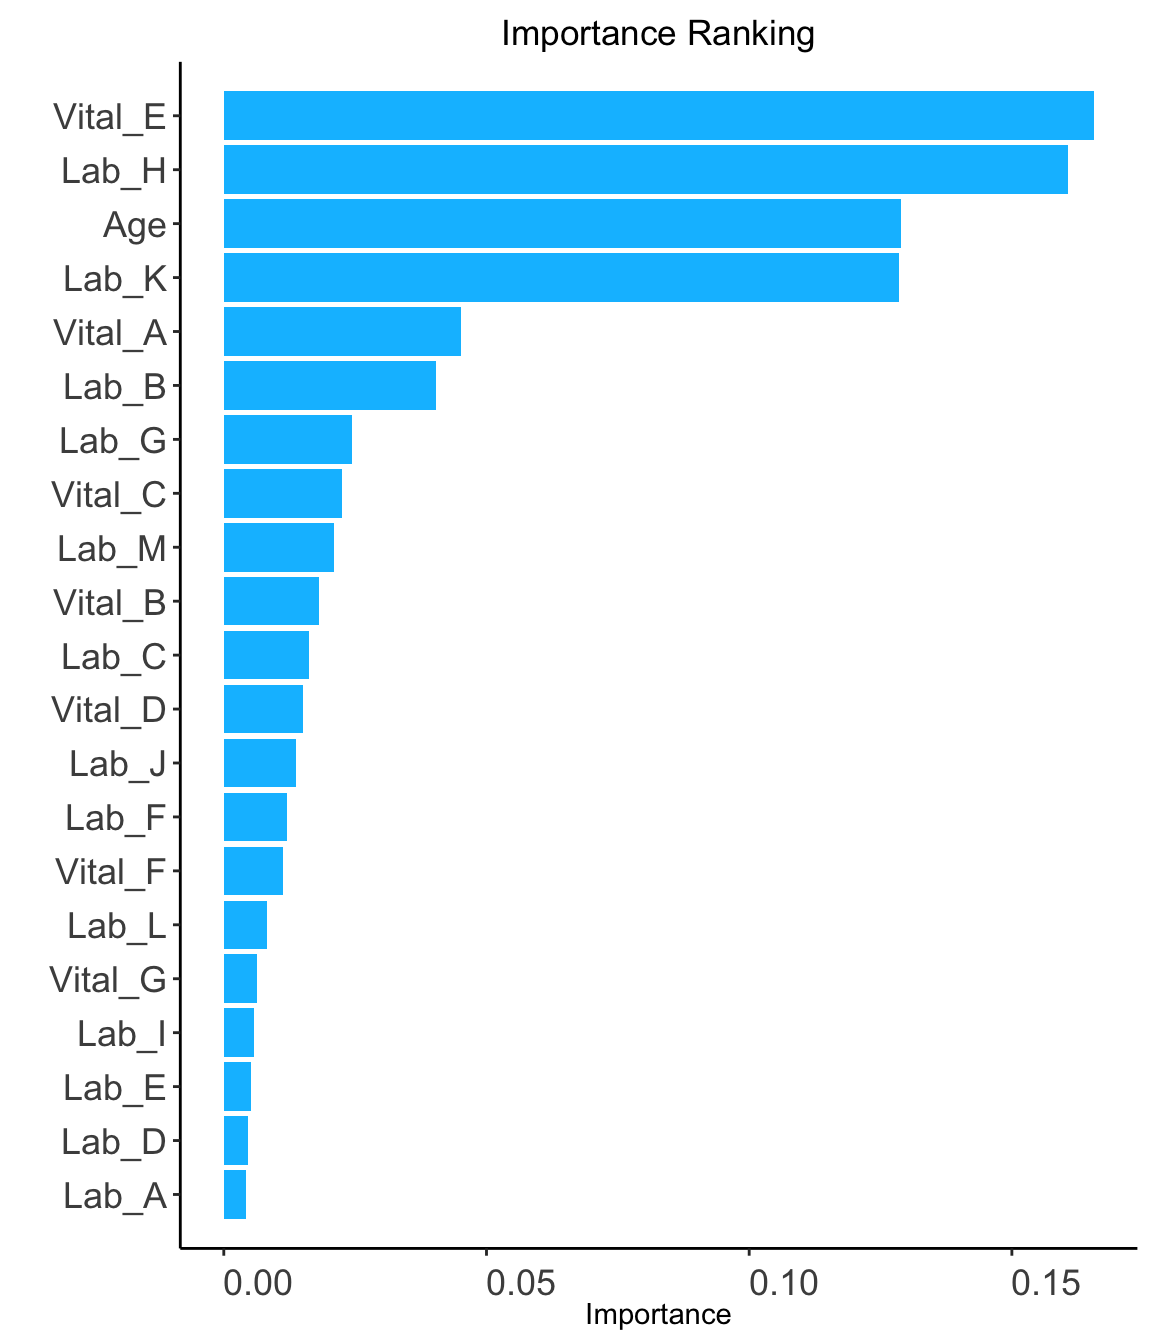 Importance Ranking
Vital_E
Lab_H
Age
Lab_K
Vital_A
Lab_B
Lab_G
Vital_C
Lab_M
Vital_B
Lab_C
Vital_D
Lab_J
Lab_F
Vital_F
Lab_L
Vital_G
Lab_I
Lab_E
Lab_D
Lab_A
0.00 0.05 0.10 0.15
Importance